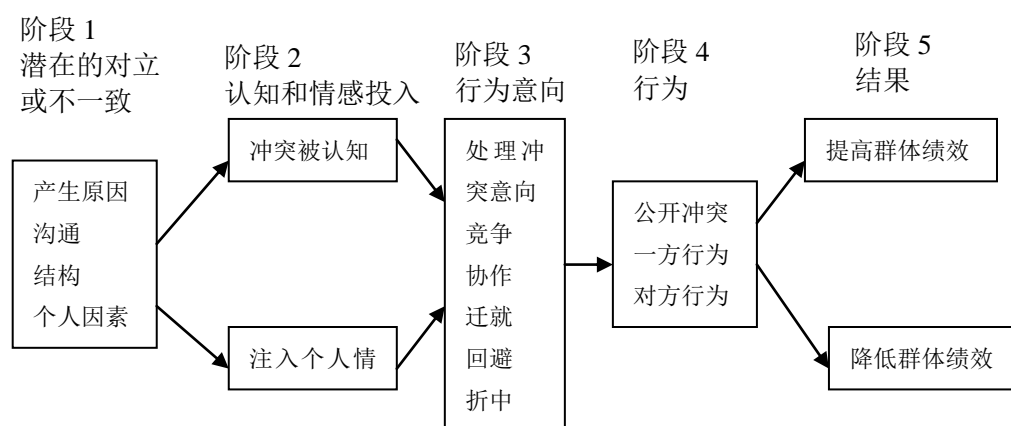 阶段 1
潜在的对立
或不一致
阶段 2
认知和情感投入
阶段 3
行为意向
阶段 4
行为
阶段 5
结果
产生原因
沟通
结构
个人因素
冲突被认知
注入个人情
处理冲
突意向
竞争
协作
迁就
回避
折中
公开冲突
一方行为
对方行为
提高群体绩效
降低群体绩效